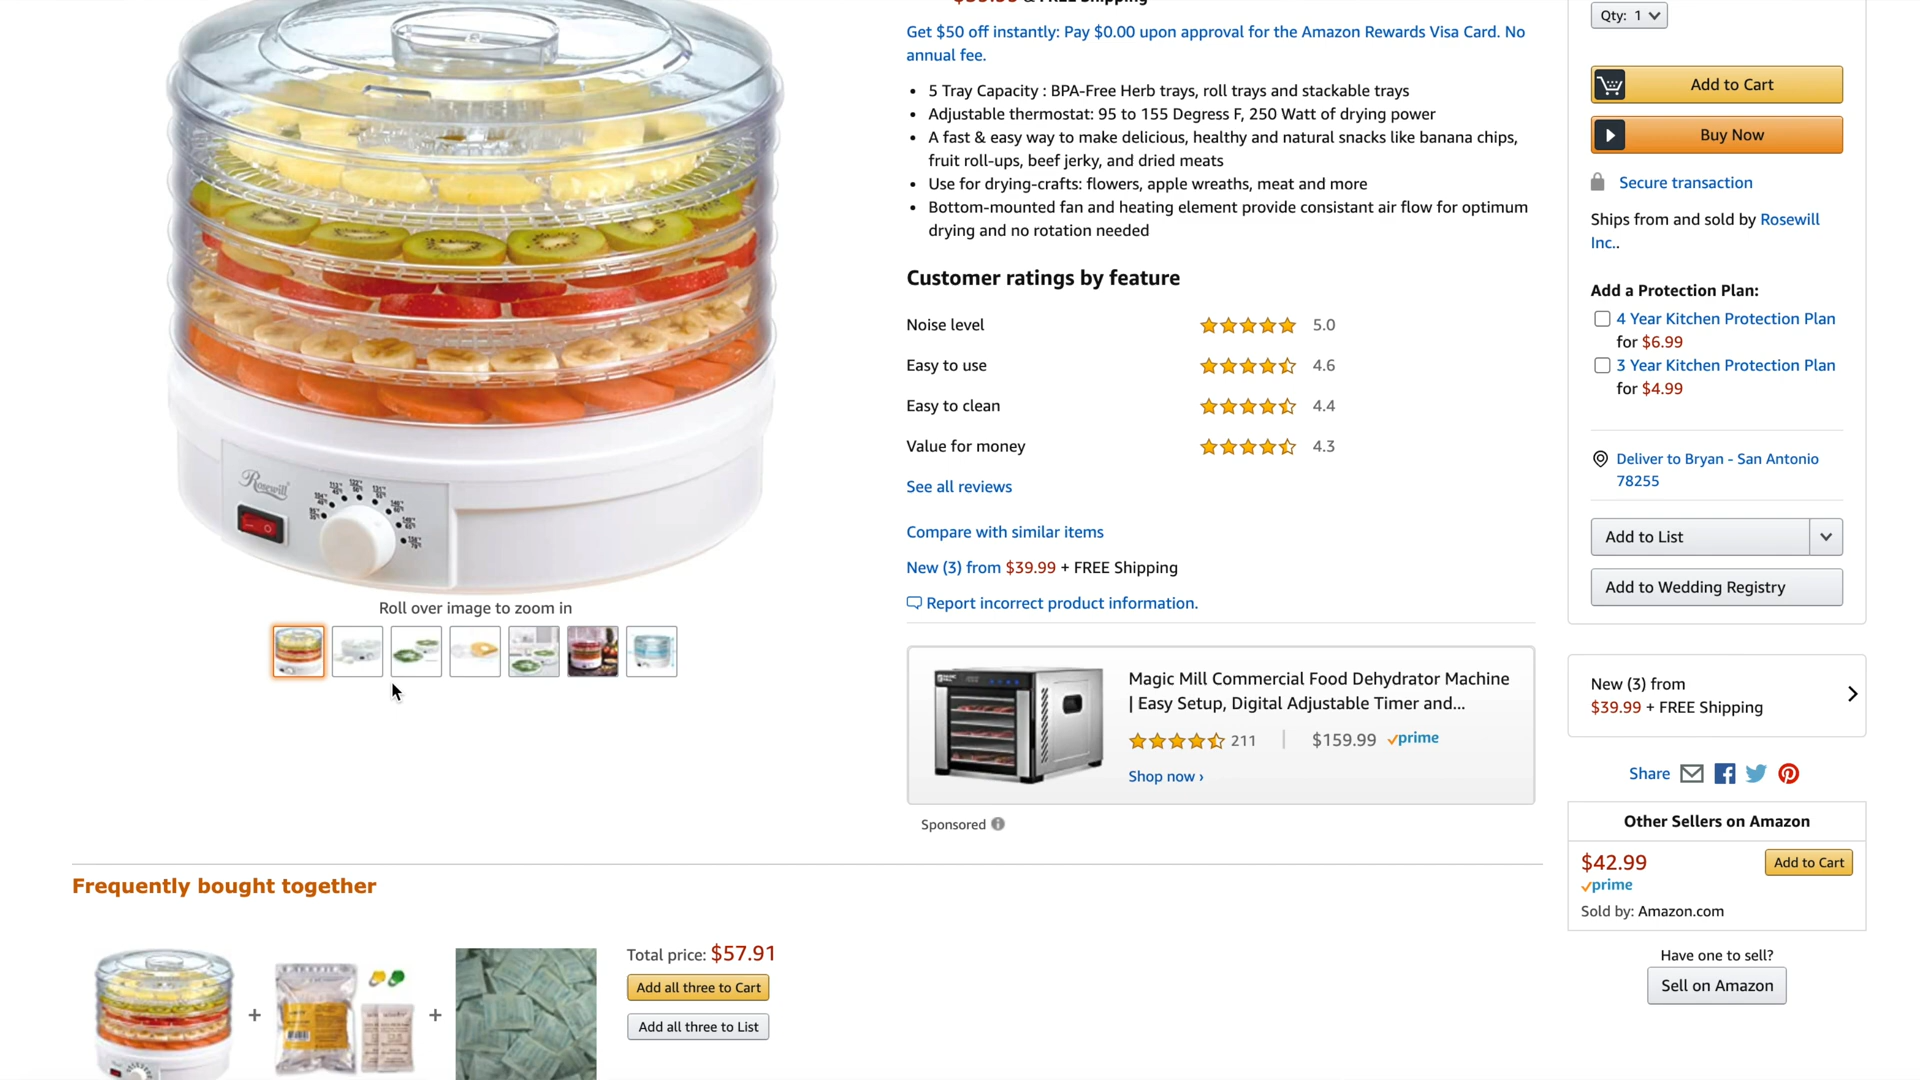 & FREE Shipping
Qty: 1
Get $50 off instantly: Pay $0.00 upon approval for the Amazon Rewards Visa Card. No
annual fee.
• 5 Tray Capacity : BPA-Free Herb trays, roll trays and stackable trays
• Adjustable thermostat: 95 to 155 Degress F, 250 Watt of drying power
• A fast & easy way to make delicious, healthy and natural snacks like banana chips,
fruit roll-ups, beef jerky, and dried meats
• Use for drying-crafts: flowers, apple wreaths, meat and more
• Bottom-mounted fan and heating element provide consistant air flow for optimum
drying and no rotation needed
Customer ratings by feature
Noise level 5.0
Easy to use 4.6
Easy to clean 4.4
Value for money 4.3
See all reviews
Compare with similar items
New (3) from $39.99 + FREE Shipping
Report incorrect product information.
Rosewill
Roll over image to zoom in
Magic Mill Commercial Food Dehydrator Machine
| Easy Setup, Digital Adjustable Timer and...
211 | $159.99 prime
Shop now ›
Sponsored
Add to Cart
Buy Now
Secure transaction
Ships from and sold by Rosewill
Inc..
Add a Protection Plan:
4 Year Kitchen Protection Plan
for $6.99
3 Year Kitchen Protection Plan
for $4.99
Deliver to Bryan - San Antonio
78255
Add to List
Add to Wedding Registry
New (3) from
$39.99 + FREE Shipping
Share
Other Sellers on Amazon
$42.99 Add to Cart
prime
Sold by: Amazon.com
Have one to sell?
Sell on Amazon
Frequently bought together
+ +
Total price: $57.91
Add all three to Cart
Add all three to List